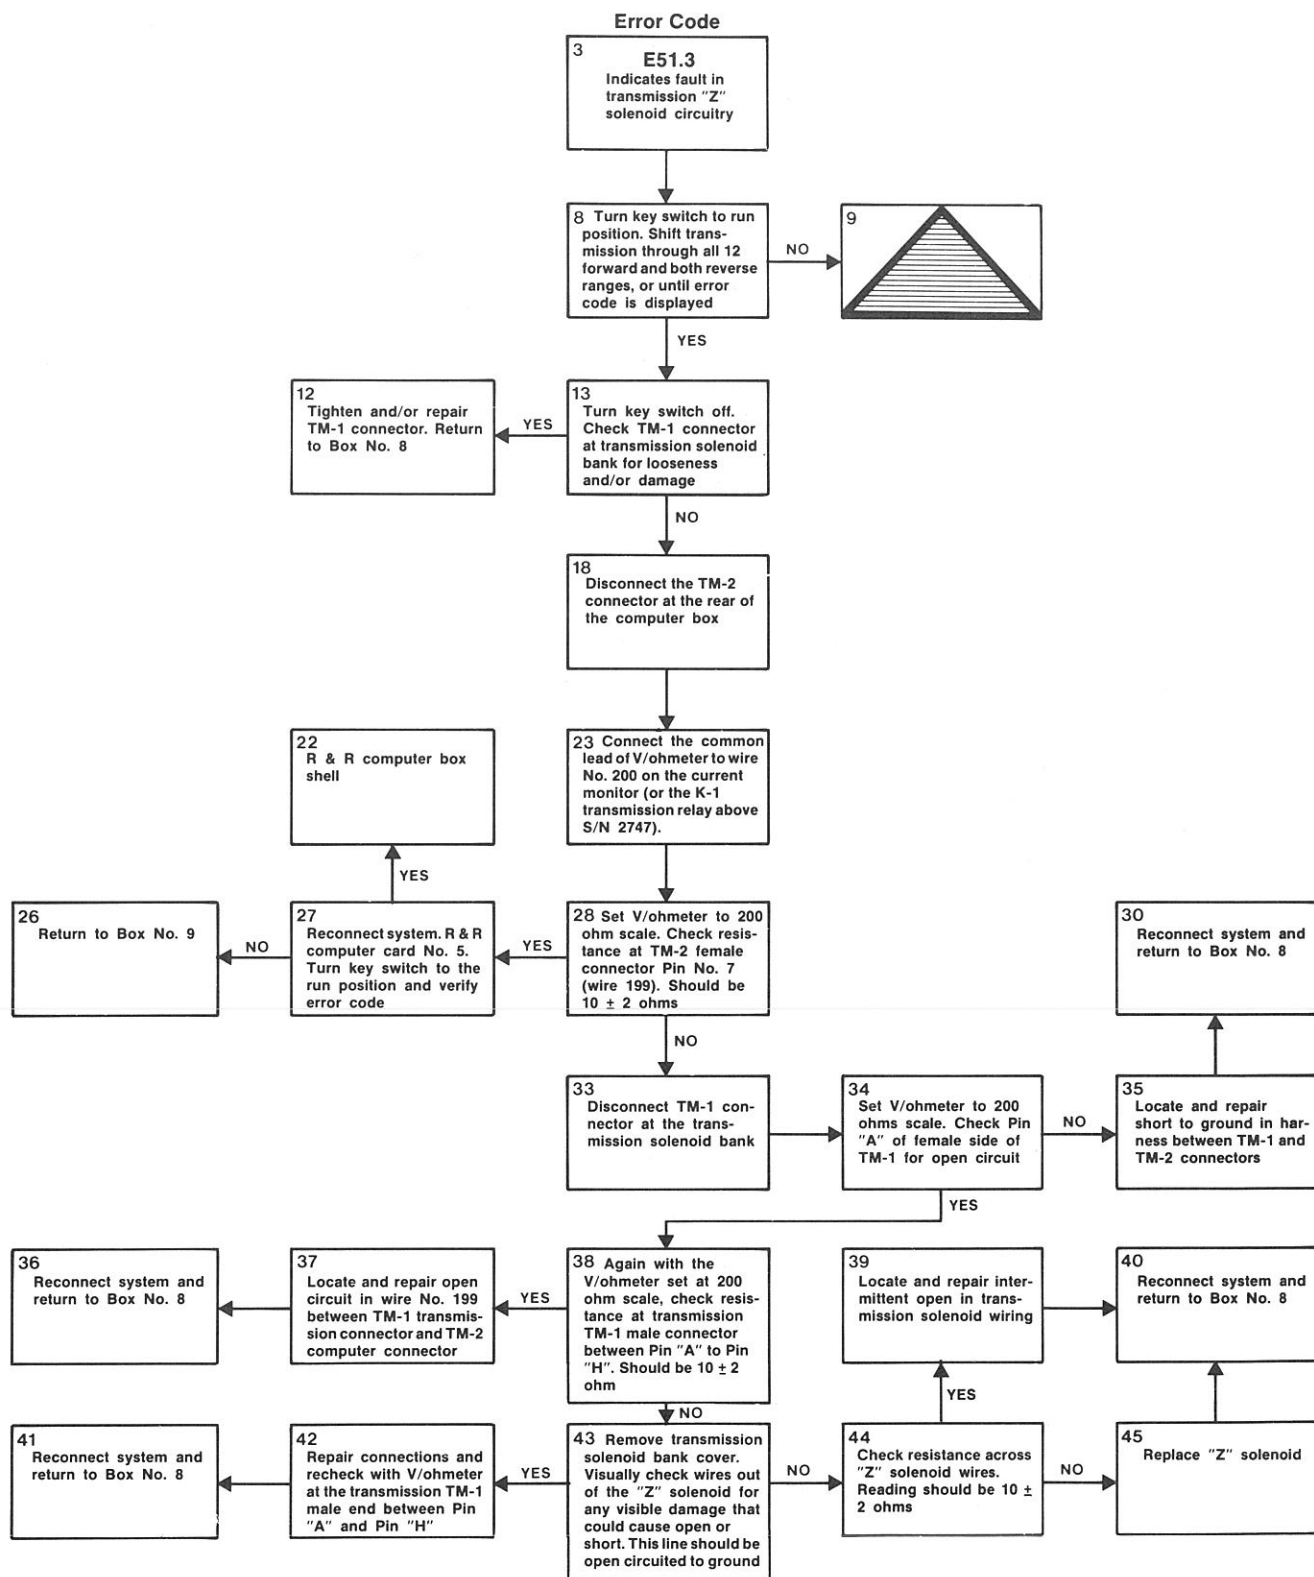 Error Code
3
E51.3
Indicates fault in
transmission "Z"
solenoid circuitry
8 Turn key switch to run
position. Shift trans-
mission through all 12
forward and both reverse
ranges, or until error
code is displayed
NO
9
YES
12
Tighten and/or repair
TM-1 connector. Return
to Box No. 8
YES
13
Turn key switch off.
Check TM-1 connector
at transmission solenoid
bank for looseness
and/or damage
NO
18
Disconnect the TM-2
connector at the rear of
the computer box
22
R & R computer box
shell
23 Connect the common
lead of V/ohmeter to wire
No. 200 on the current
monitor (or the K-1
transmission relay above
S/N 2747).
YES
26
Return to Box No. 9
NO
27
Reconnect system. R & R
computer card No. 5.
Turn key switch to the
run position and verify
error code
YES
28 Set V/ohmeter to 200
ohm scale. Check resis-
tance at TM-2 female
connector Pin No. 7
(wire 199). Should be
10 ± 2 ohms
30
Reconnect system and
return to Box No. 8
NO
33
Disconnect TM-1 con-
nector at the trans-
mission solenoid bank
34
Set V/ohmeter to 200
ohms scale. Check Pin
"A" of female side of
TM-1 for open circuit
NO
35
Locate and repair
short to ground in har-
ness between TM-1 and
TM-2 connectors
YES
36
Reconnect system and
return to Box No. 8
37
Locate and repair open
circuit in wire No. 199
between TM-1 transmis-
sion connector and TM-2
computer connector
YES
38 Again with the
V/ohmeter set at 200
ohm scale, check resis-
tance at transmission
TM-1 male connector
between Pin "A" to Pin
"H". Should be 10 ± 2
ohm
39
Locate and repair inter-
mittent open in trans-
mission solenoid wiring
40
Reconnect system and
return to Box No. 8
NO
YES
41
Reconnect system and
return to Box No. 8
42
Repair connections and
recheck with V/ohmeter
at the transmission TM-1
male end between Pin
"A" and Pin "H"
YES
43 Remove transmission
solenoid bank cover.
Visually check wires out
of the "Z" solenoid for
any visible damage that
could cause open or
short. This line should be
open circuited to ground
NO
44
Check resistance across
"Z" solenoid wires.
Reading should be 10 ±
2 ohms
NO
45
Replace "Z" solenoid